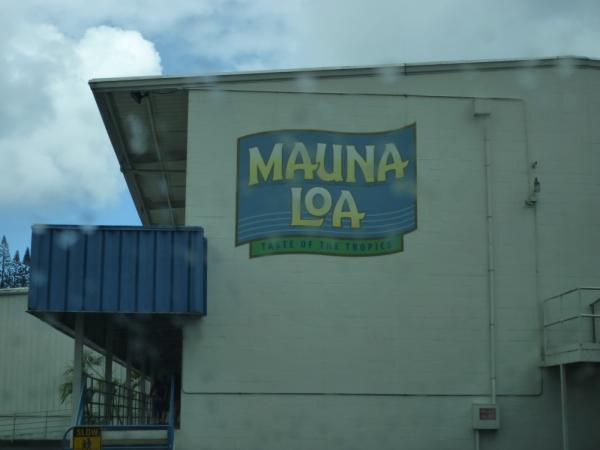 MAUNA
LOA
TASTE OF THE TROPICS
SLOW